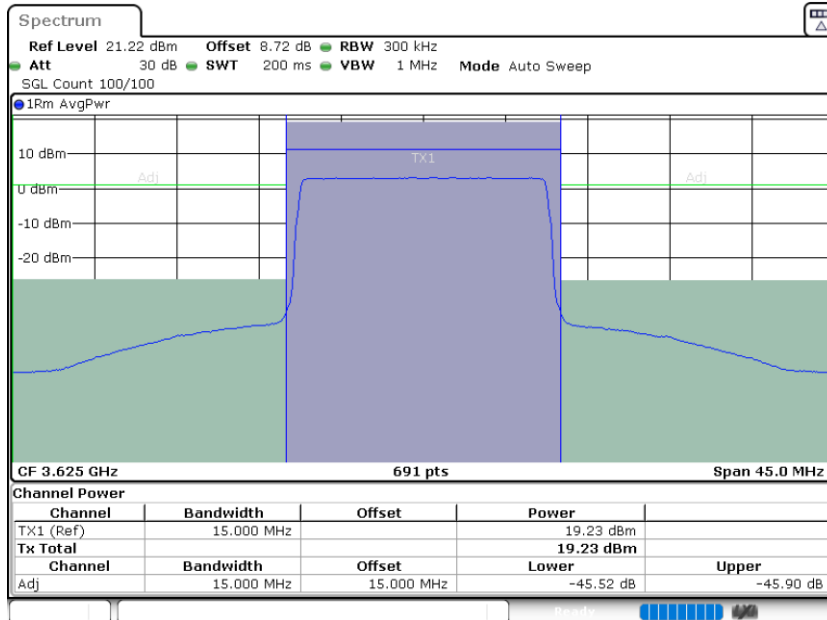 Spectrum
Ref Level 21.22 dBm Offset 8.72 dB RBW 300 kHz
Att 30 dB SWT 200 ms VBW 1 MHz Mode Auto Sweep
SGL Count 100/100
1Rm AvgPwr
10 dBm
TX1
Adj Adj
0 dBm
-10 dBm
-20 dBm
CF 3.625 GHz 691 pts Span 45.0 MHz
Channel Power
Channel Bandwidth Offset Power
TX1 (Ref) 15.000 MHz 19.23 dBm
Tx Total 19.23 dBm
Channel Bandwidth Offset Lower Upper
Adj 15.000 MHz 15.000 MHz -45.52 dB -45.90 dB
Ready